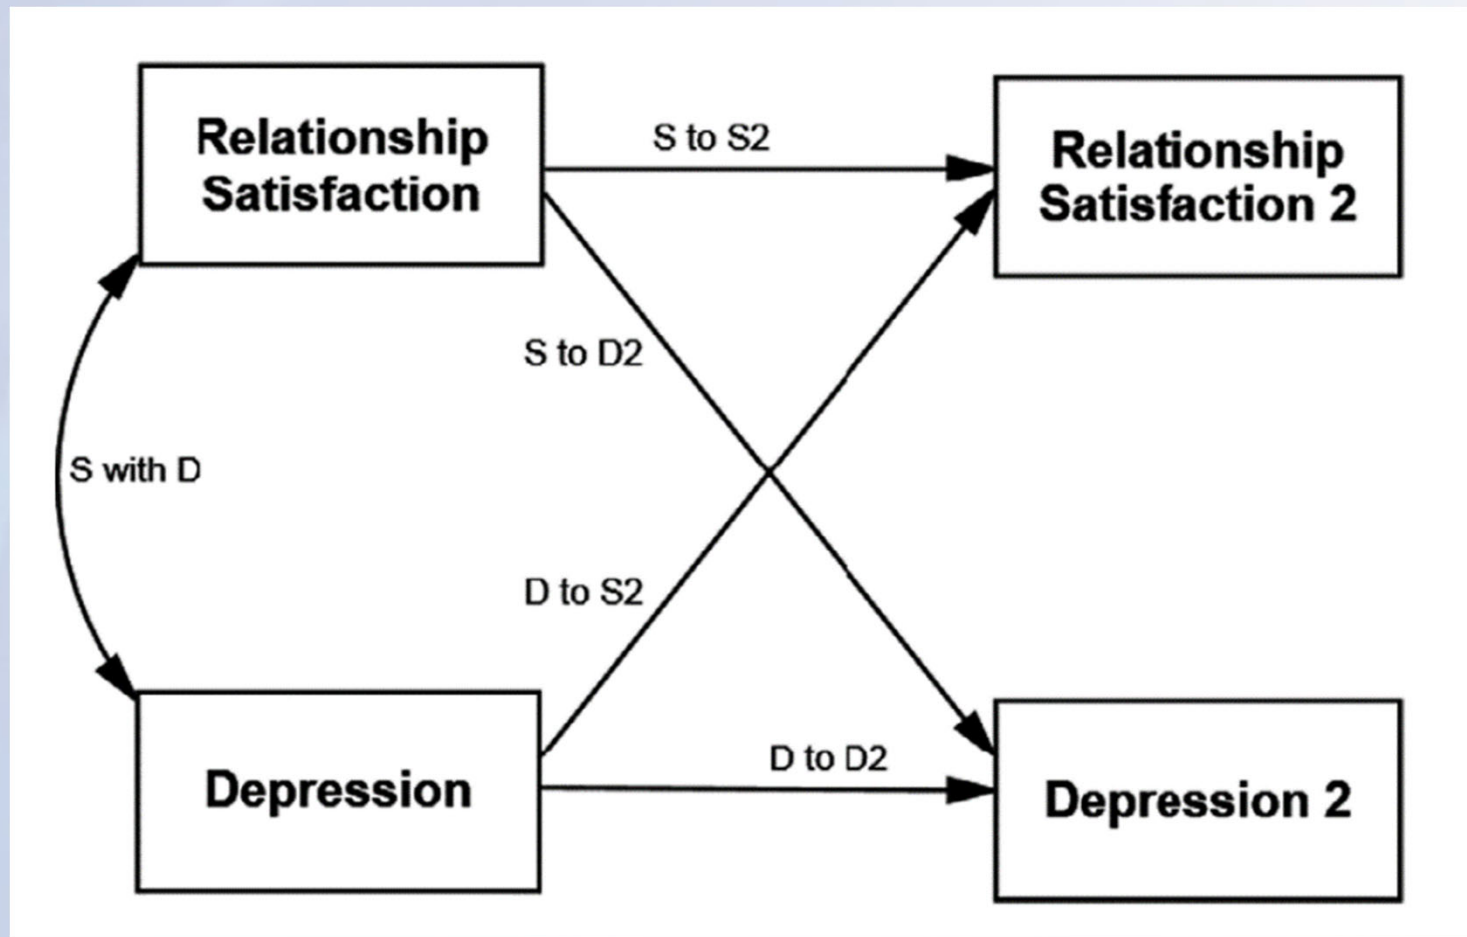 Relationship
Satisfaction
S to S2
Relationship
Satisfaction 2
S to D2
S with D
D to S2
Depression
D to D2
Depression 2